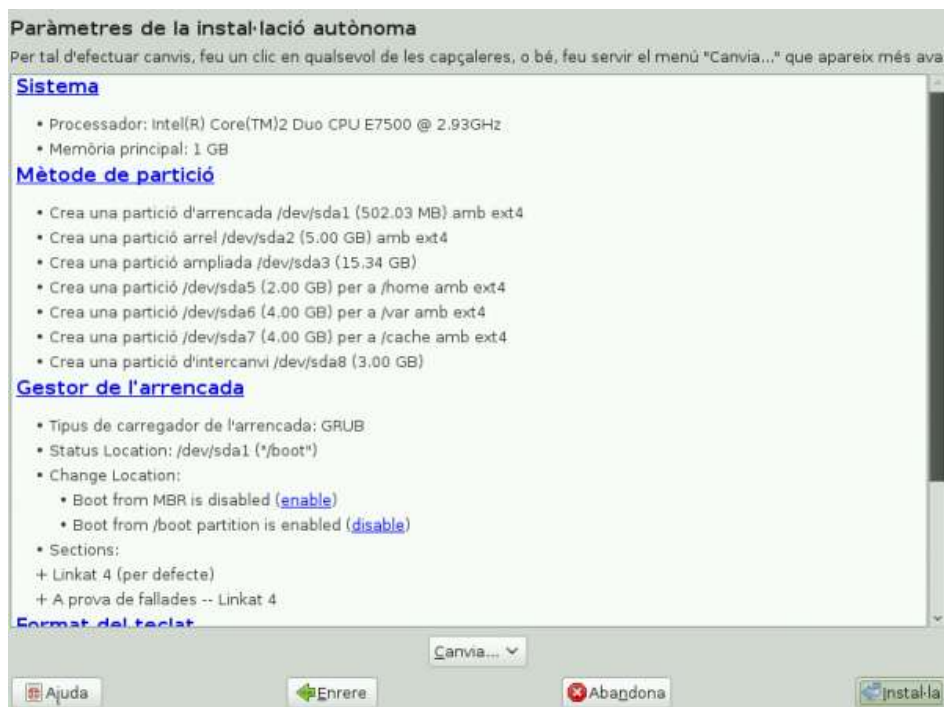 Paràmetres de la instal·lació autònoma
Per tal d'efectuar canvis, feu un clic en qualsevol de les capçaleres, o bé, feu servir el menú "Canvia..." que apareix més ava
Sistema
• Processador: Intel(R) Core(TM)2 Duo CPU E7500 @ 2.93GHz
• Memòria principal: 1 GB
Mètode de partició
• Crea una partició d'arrencada /dev/sda1 (502.03 MB) amb ext4
• Crea una partició arrel /dev/sda2 (5.00 GB) amb ext4
• Crea una partició ampliada /dev/sda3 (15.34 GB)
• Crea una partició /dev/sda5 (2.00 GB) per a /home amb ext4
• Crea una partició /dev/sda6 (4.00 GB) per a /var amb ext4
• Crea una partició /dev/sda7 (4.00 GB) per a /cache amb ext4
• Crea una partició d'intercanvi /dev/sda8 (3.00 GB)
Gestor de l'arrencada
• Tipus de carregador de l'arrencada: GRUB
• Status Location: /dev/sda1 ("/boot")
• Change Location:
• Boot from MBR is disabled (enable)
• Boot from /boot partition is enabled (disable)
• Sections:
+ Linkat 4 (per defecte)
+ A prova de fallades -- Linkat 4
Format del teclat
Canvia...
Ajuda
Enrere
Abandona
Instal·la